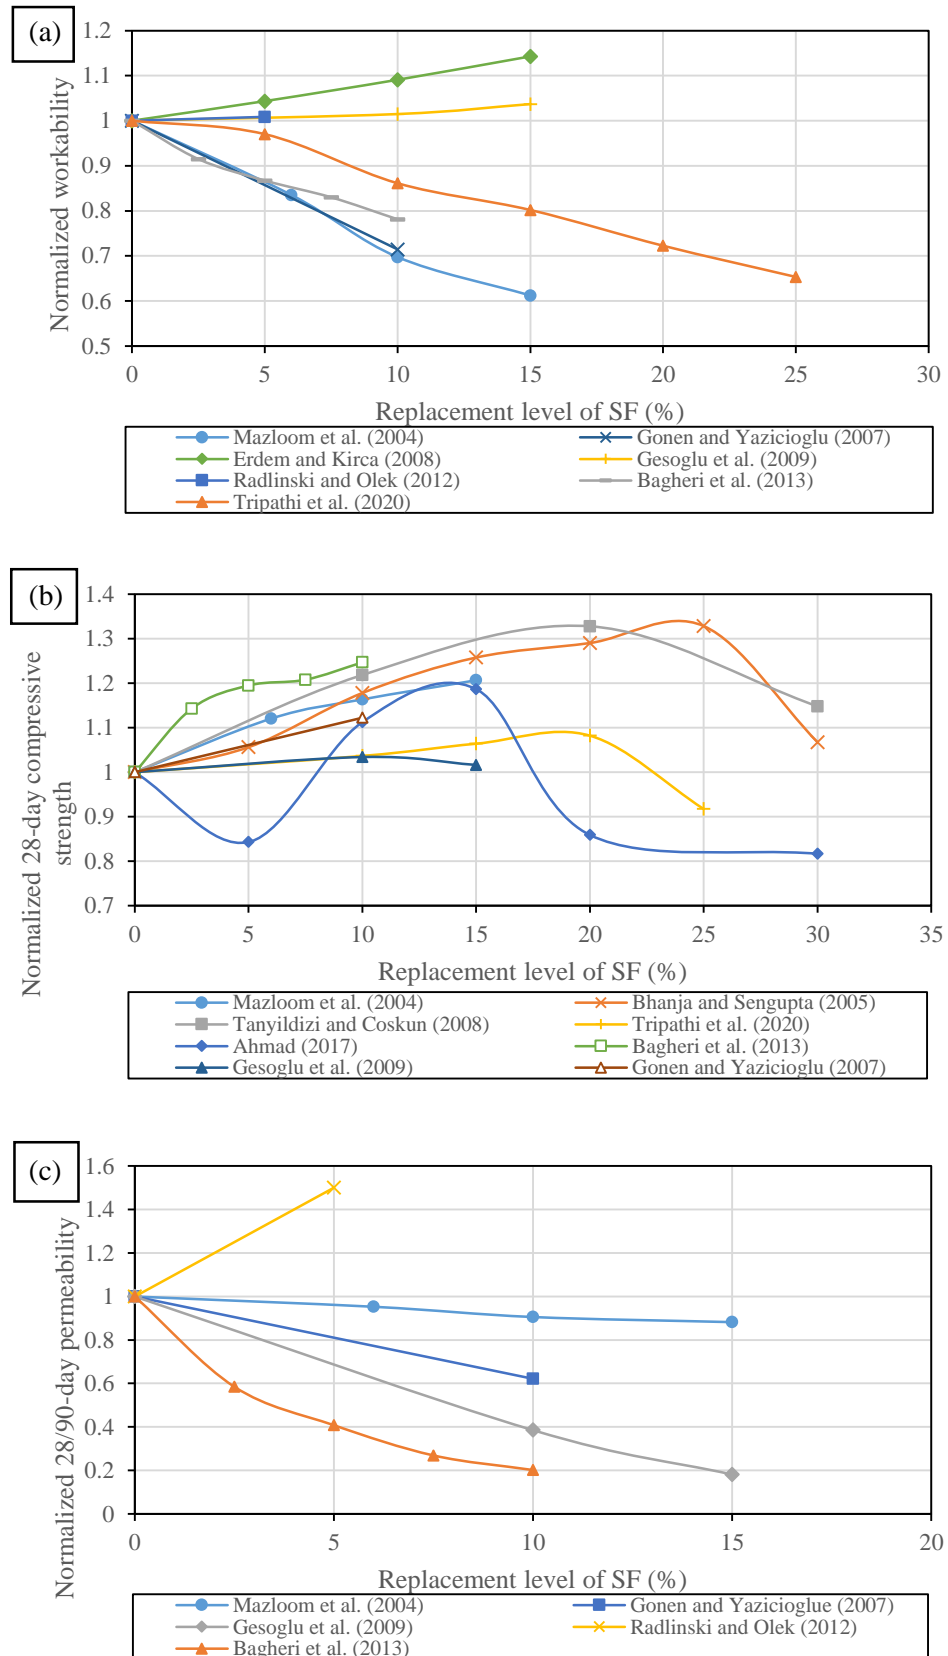 (a)
1.2
1.1
1
0.9
0.8
0.7
0.6
0.5
Normalized workability
0 5 10 15 20 25 30
Replacement level of SF (%)
Mazloom et al. (2004) Gonen and Yazicioglu (2007)
Erdem and Kirca (2008) Gesoglu et al. (2009)
Radlinski and Olek (2012) Bagheri et al. (2013)
Tripathi et al. (2020)
(b)
1.4
1.3
1.2
1.1
1
0.9
0.8
0.7
Normalized 28-day compressive
strength
0 5 10 15 20 25 30 35
Replacement level of SF (%)
Mazloom et al. (2004) Bhanja and Sengupta (2005)
Tanyildizi and Coskun (2008) Tripathi et al. (2020)
Ahmad (2017) Bagheri et al. (2013)
Gesoglu et al. (2009) Gonen and Yazicioglu (2007)
(c)
1.6
1.4
1.2
1
0.8
0.6
0.4
0.2
0
Normalized 28/90-day permeability
0 5 10 15 20
Replacement level of SF (%)
Mazloom et al. (2004) Gonen and Yazicioglue (2007)
Gesoglu et al. (2009) Radlinski and Olek (2012)
Bagheri et al. (2013)